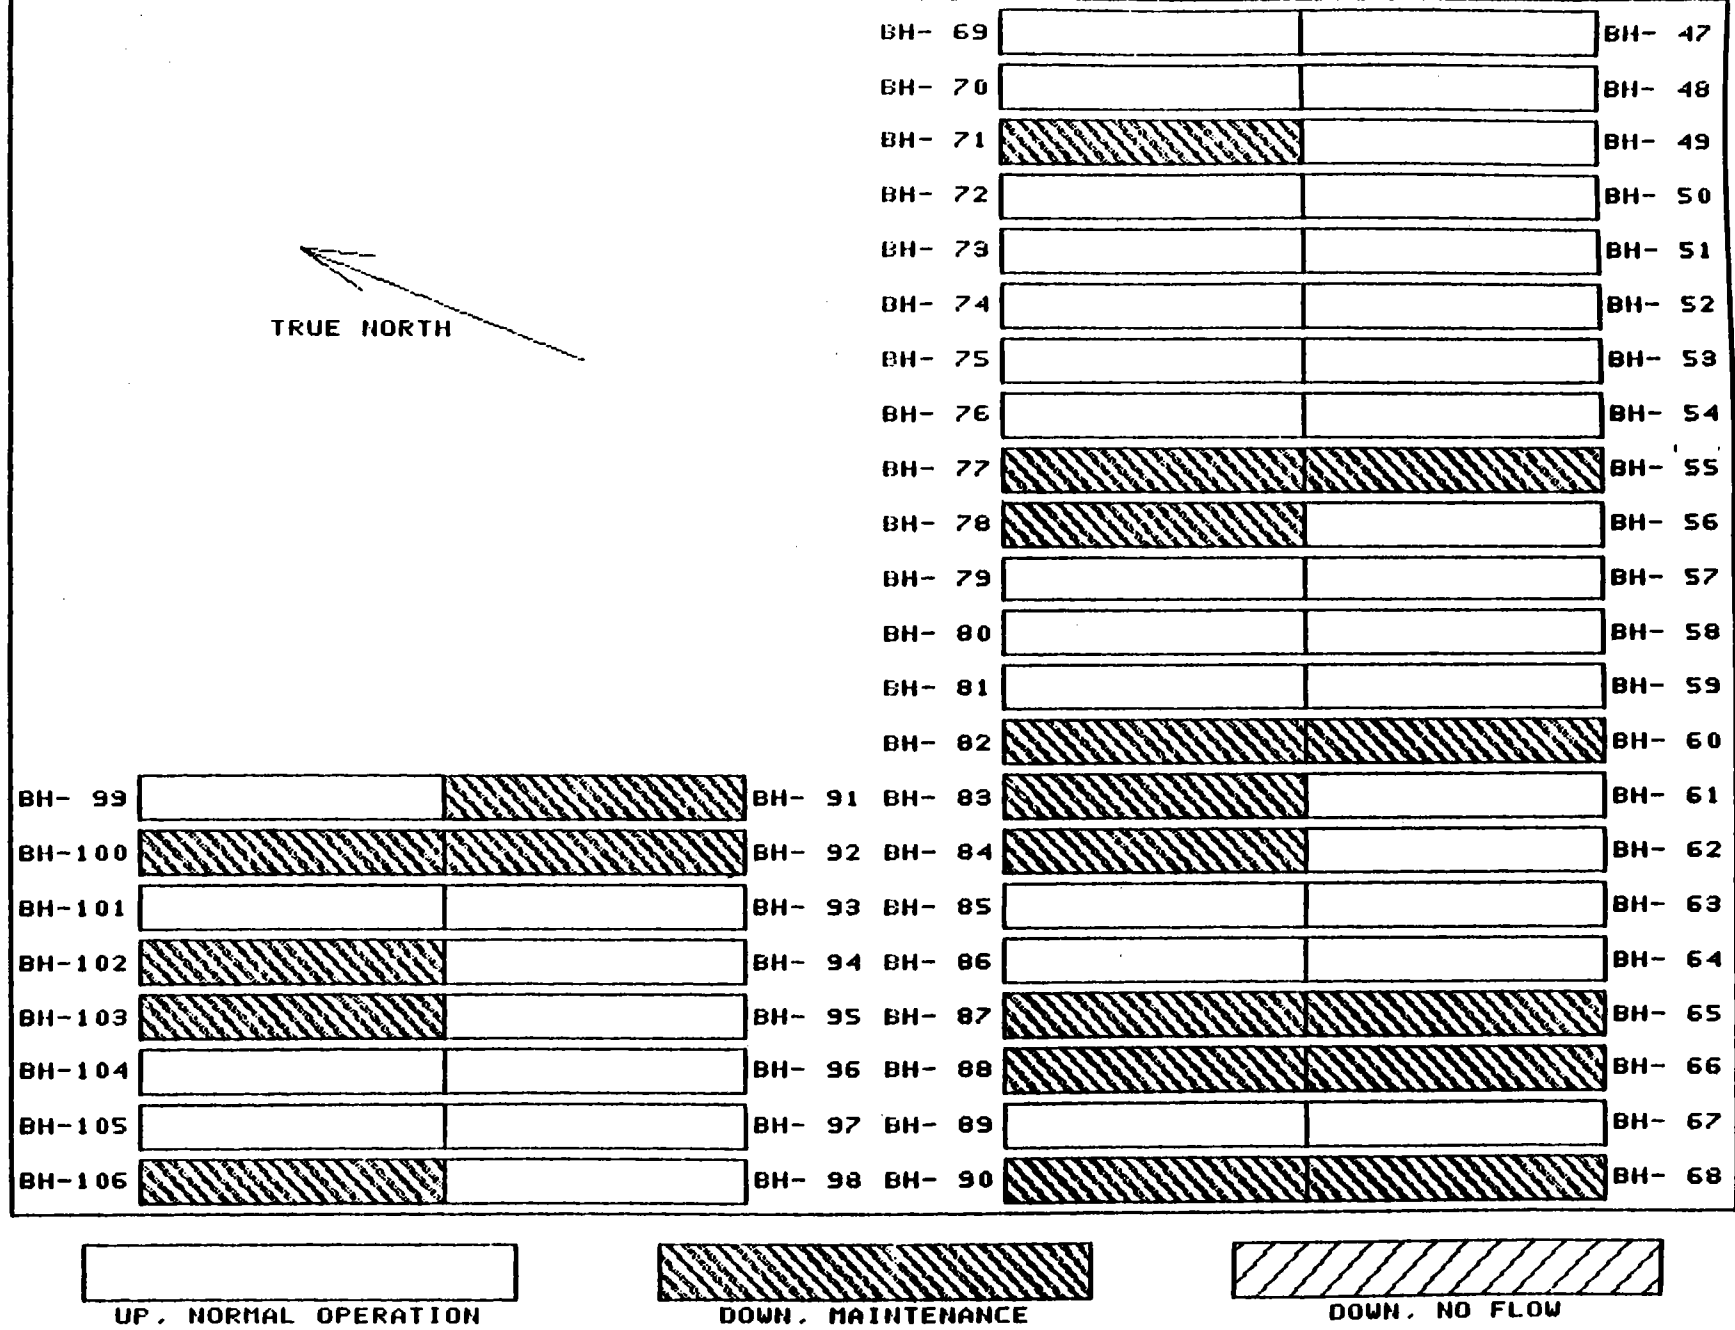 BH- 69 BH- 47
BH- 70 BH- 48
BH- 71 BH- 49
BH- 72 BH- 50
BH- 73 BH- 51
BH- 74 BH- 52
TRUE NORTH
BH- 75 BH- 53
BH- 76 BH- 54
BH- 77 BH- 55
BH- 78 BH- 56
BH- 79 BH- 57
BH- 80 BH- 58
BH- 81 BH- 59
BH- 82 BH- 60
BH- 99 BH- 91 BH- 83 BH- 61
BH-100 BH- 92 BH- 84 BH- 62
BH-101 BH- 93 BH- 85 BH- 63
BH-102 BH- 94 BH- 86 BH- 64
BH-103 BH- 95 BH- 87 BH- 65
BH-104 BH- 96 BH- 88 BH- 66
BH-105 BH- 97 BH- 89 BH- 67
BH-106 BH- 98 BH- 90 BH- 68
UP, NORMAL OPERATION DOWN, MAINTENANCE DOWN, NO FLOW